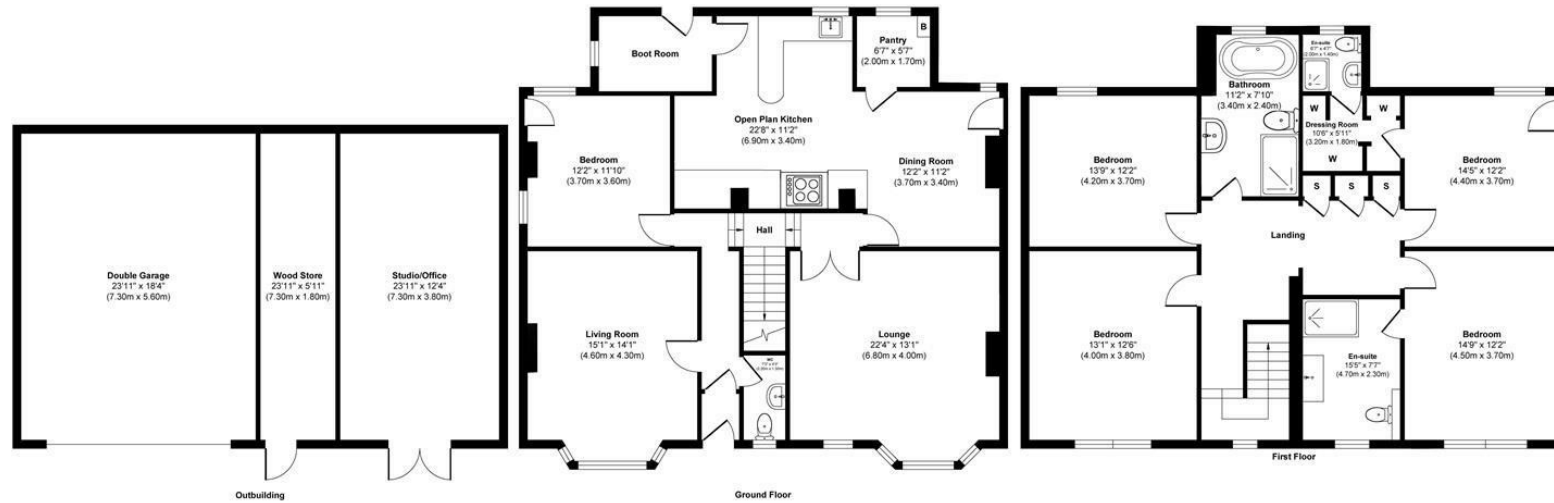 Double Garage
23'11" x 18'4"
(7.30m x 5.60m)
Wood Store
23'11" x 5'11"
(7.30m x 1.80m)
Studio/Office
23'11" x 12'4"
(7.30m x 3.80m)
Outbuilding
Boot Room
Pantry
6'7" x 5'7"
(2.00m x 1.70m)
B
Open Plan Kitchen
22'8" x 11'2"
(6.90m x 3.40m)
Bedroom
12'2" x 11'10"
(3.70m x 3.60m)
Dining Room
12'2" x 11'2"
(3.70m x 3.40m)
Hall
Living Room
15'1" x 14'1"
(4.60m x 4.30m)
WC
Lounge
22'4" x 13'1"
(6.80m x 4.00m)
Ground Floor
En-suite
6'7" x 4'7"
(2.00m x 1.40m)
Bathroom
11'2" x 7'10"
(3.40m x 2.40m)
W
W
Dressing Room
10'6" x 5'11"
(3.20m x 1.80m)
W
Bedroom
13'9" x 12'2"
(4.20m x 3.70m)
Bedroom
14'5" x 12'2"
(4.40m x 3.70m)
S
S
S
Landing
Bedroom
13'1" x 12'6"
(4.00m x 3.80m)
En-suite
15'5" x 7'7"
(4.70m x 2.30m)
Bedroom
14'9" x 12'2"
(4.50m x 3.70m)
First Floor